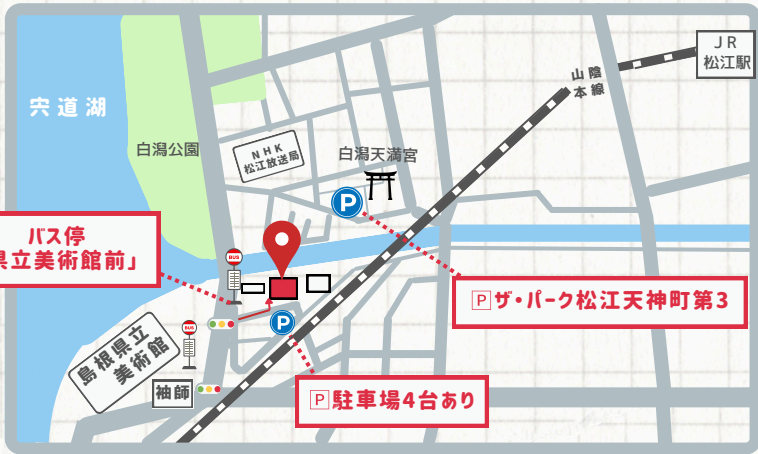 JR
松江駅
山陰
本線
宍道湖
白潟公園
NHK
松江放送局
白潟天満宮
P
バス停
県立美術館前」
BUS
P ザ・パーク松江天神町第3
P
BUS
島根県立
美術館
袖師
P 駐車場4台あり